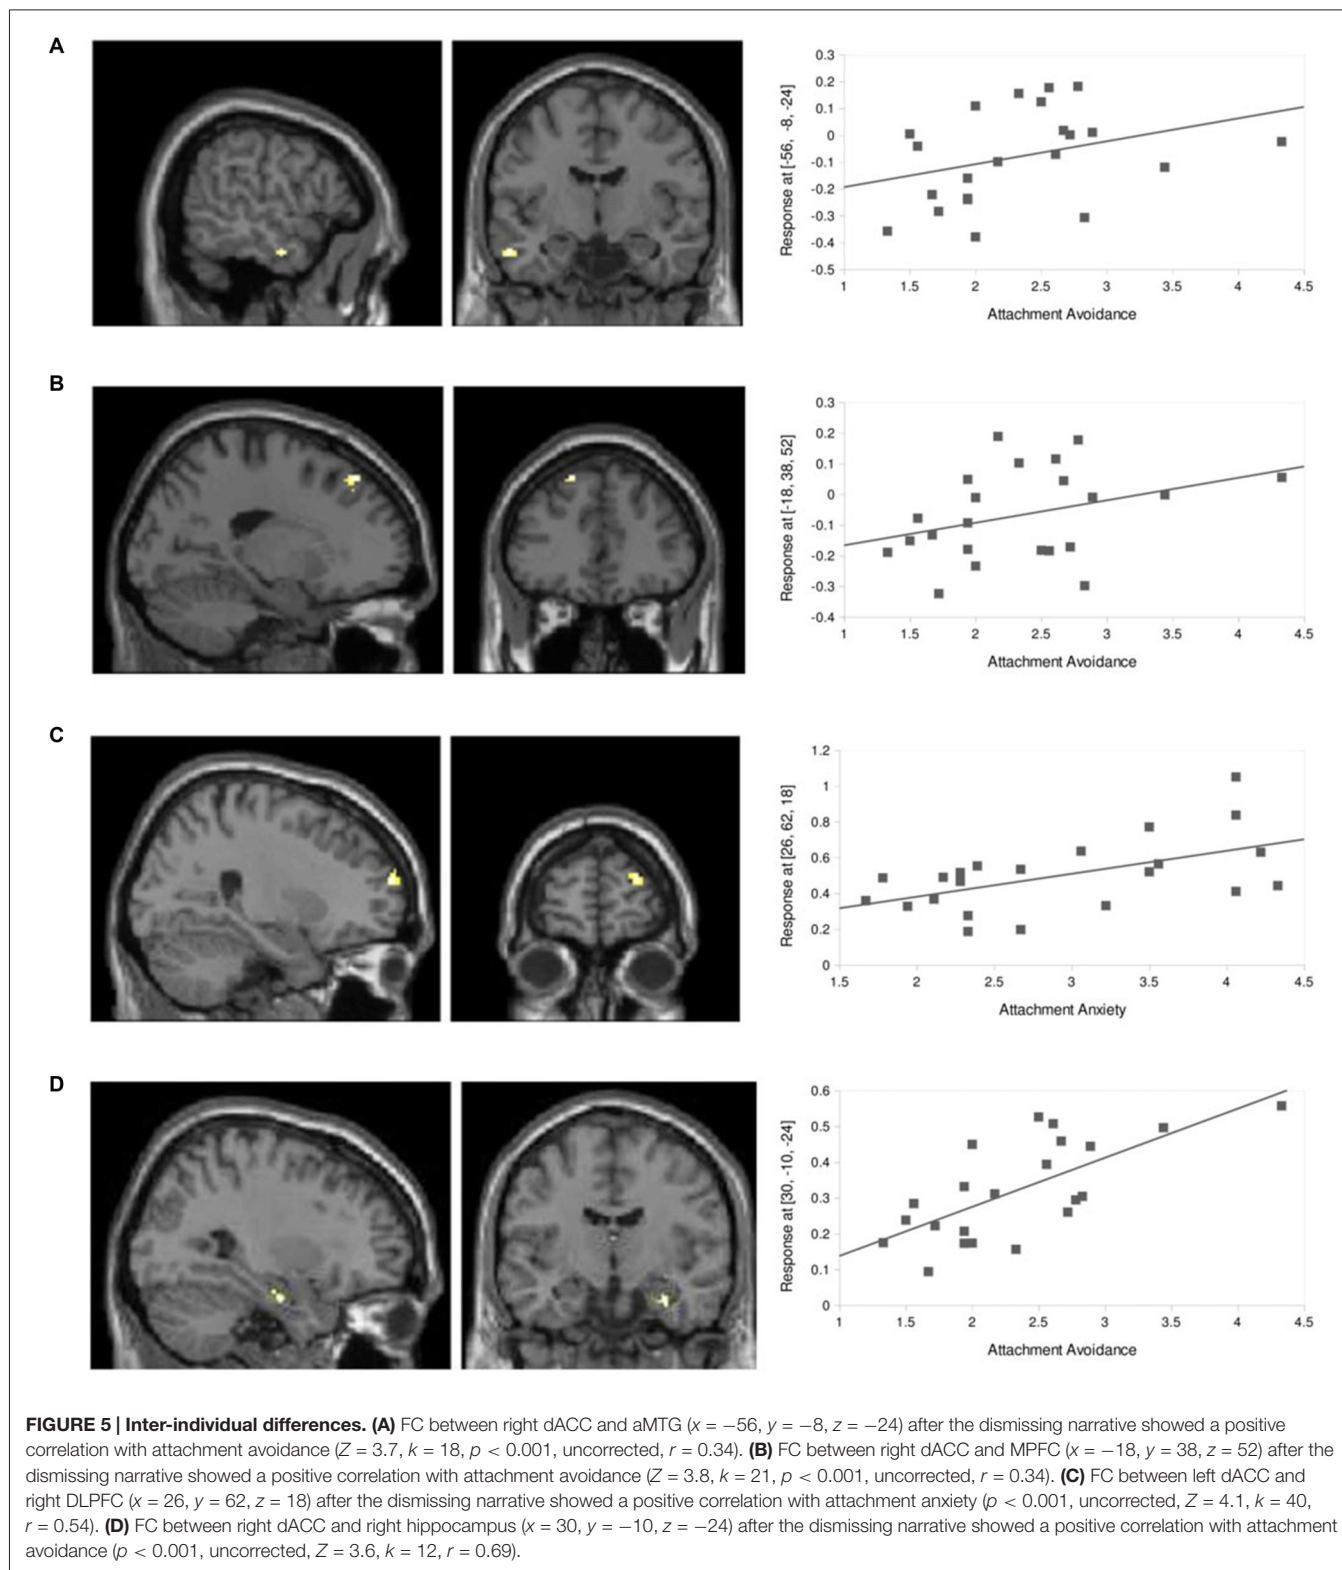 A
0.3
0.2
0.1
0
-0.1
-0.2
-0.3
-0.4
-0.5
Response at [-56, -8, -24]
1 1.5 2 2.5 3 3.5 4 4.5
Attachment Avoidance
B
0.3
0.2
0.1
0
-0.1
-0.2
-0.3
-0.4
Response at [-18, 38, 52]
1 1.5 2 2.5 3 3.5 4 4.5
Attachment Avoidance
C
1.2
1
0.8
0.6
0.4
0.2
0
Response at [26, 62, 18]
1.5 2 2.5 3 3.5 4 4.5
Attachment Anxiety
D
0.6
0.5
0.4
0.3
0.2
0.1
0
Response at [30, -10, -24]
1 1.5 2 2.5 3 3.5 4 4.5
Attachment Avoidance
FIGURE 5 | Inter-individual differences. (A) FC between right dACC and aMTG (x = −56, y = −8, z = −24) after the dismissing narrative showed a positive
correlation with attachment avoidance (Z = 3.7, k = 18, p < 0.001, uncorrected, r = 0.34). (B) FC between right dACC and MPFC (x = −18, y = 38, z = 52) after the
dismissing narrative showed a positive correlation with attachment avoidance (Z = 3.8, k = 21, p < 0.001, uncorrected, r = 0.34). (C) FC between left dACC and
right DLPFC (x = 26, y = 62, z = 18) after the dismissing narrative showed a positive correlation with attachment anxiety (p < 0.001, uncorrected, Z = 4.1, k = 40,
r = 0.54). (D) FC between right dACC and right hippocampus (x = 30, y = −10, z = −24) after the dismissing narrative showed a positive correlation with attachment
avoidance (p < 0.001, uncorrected, Z = 3.6, k = 12, r = 0.69).